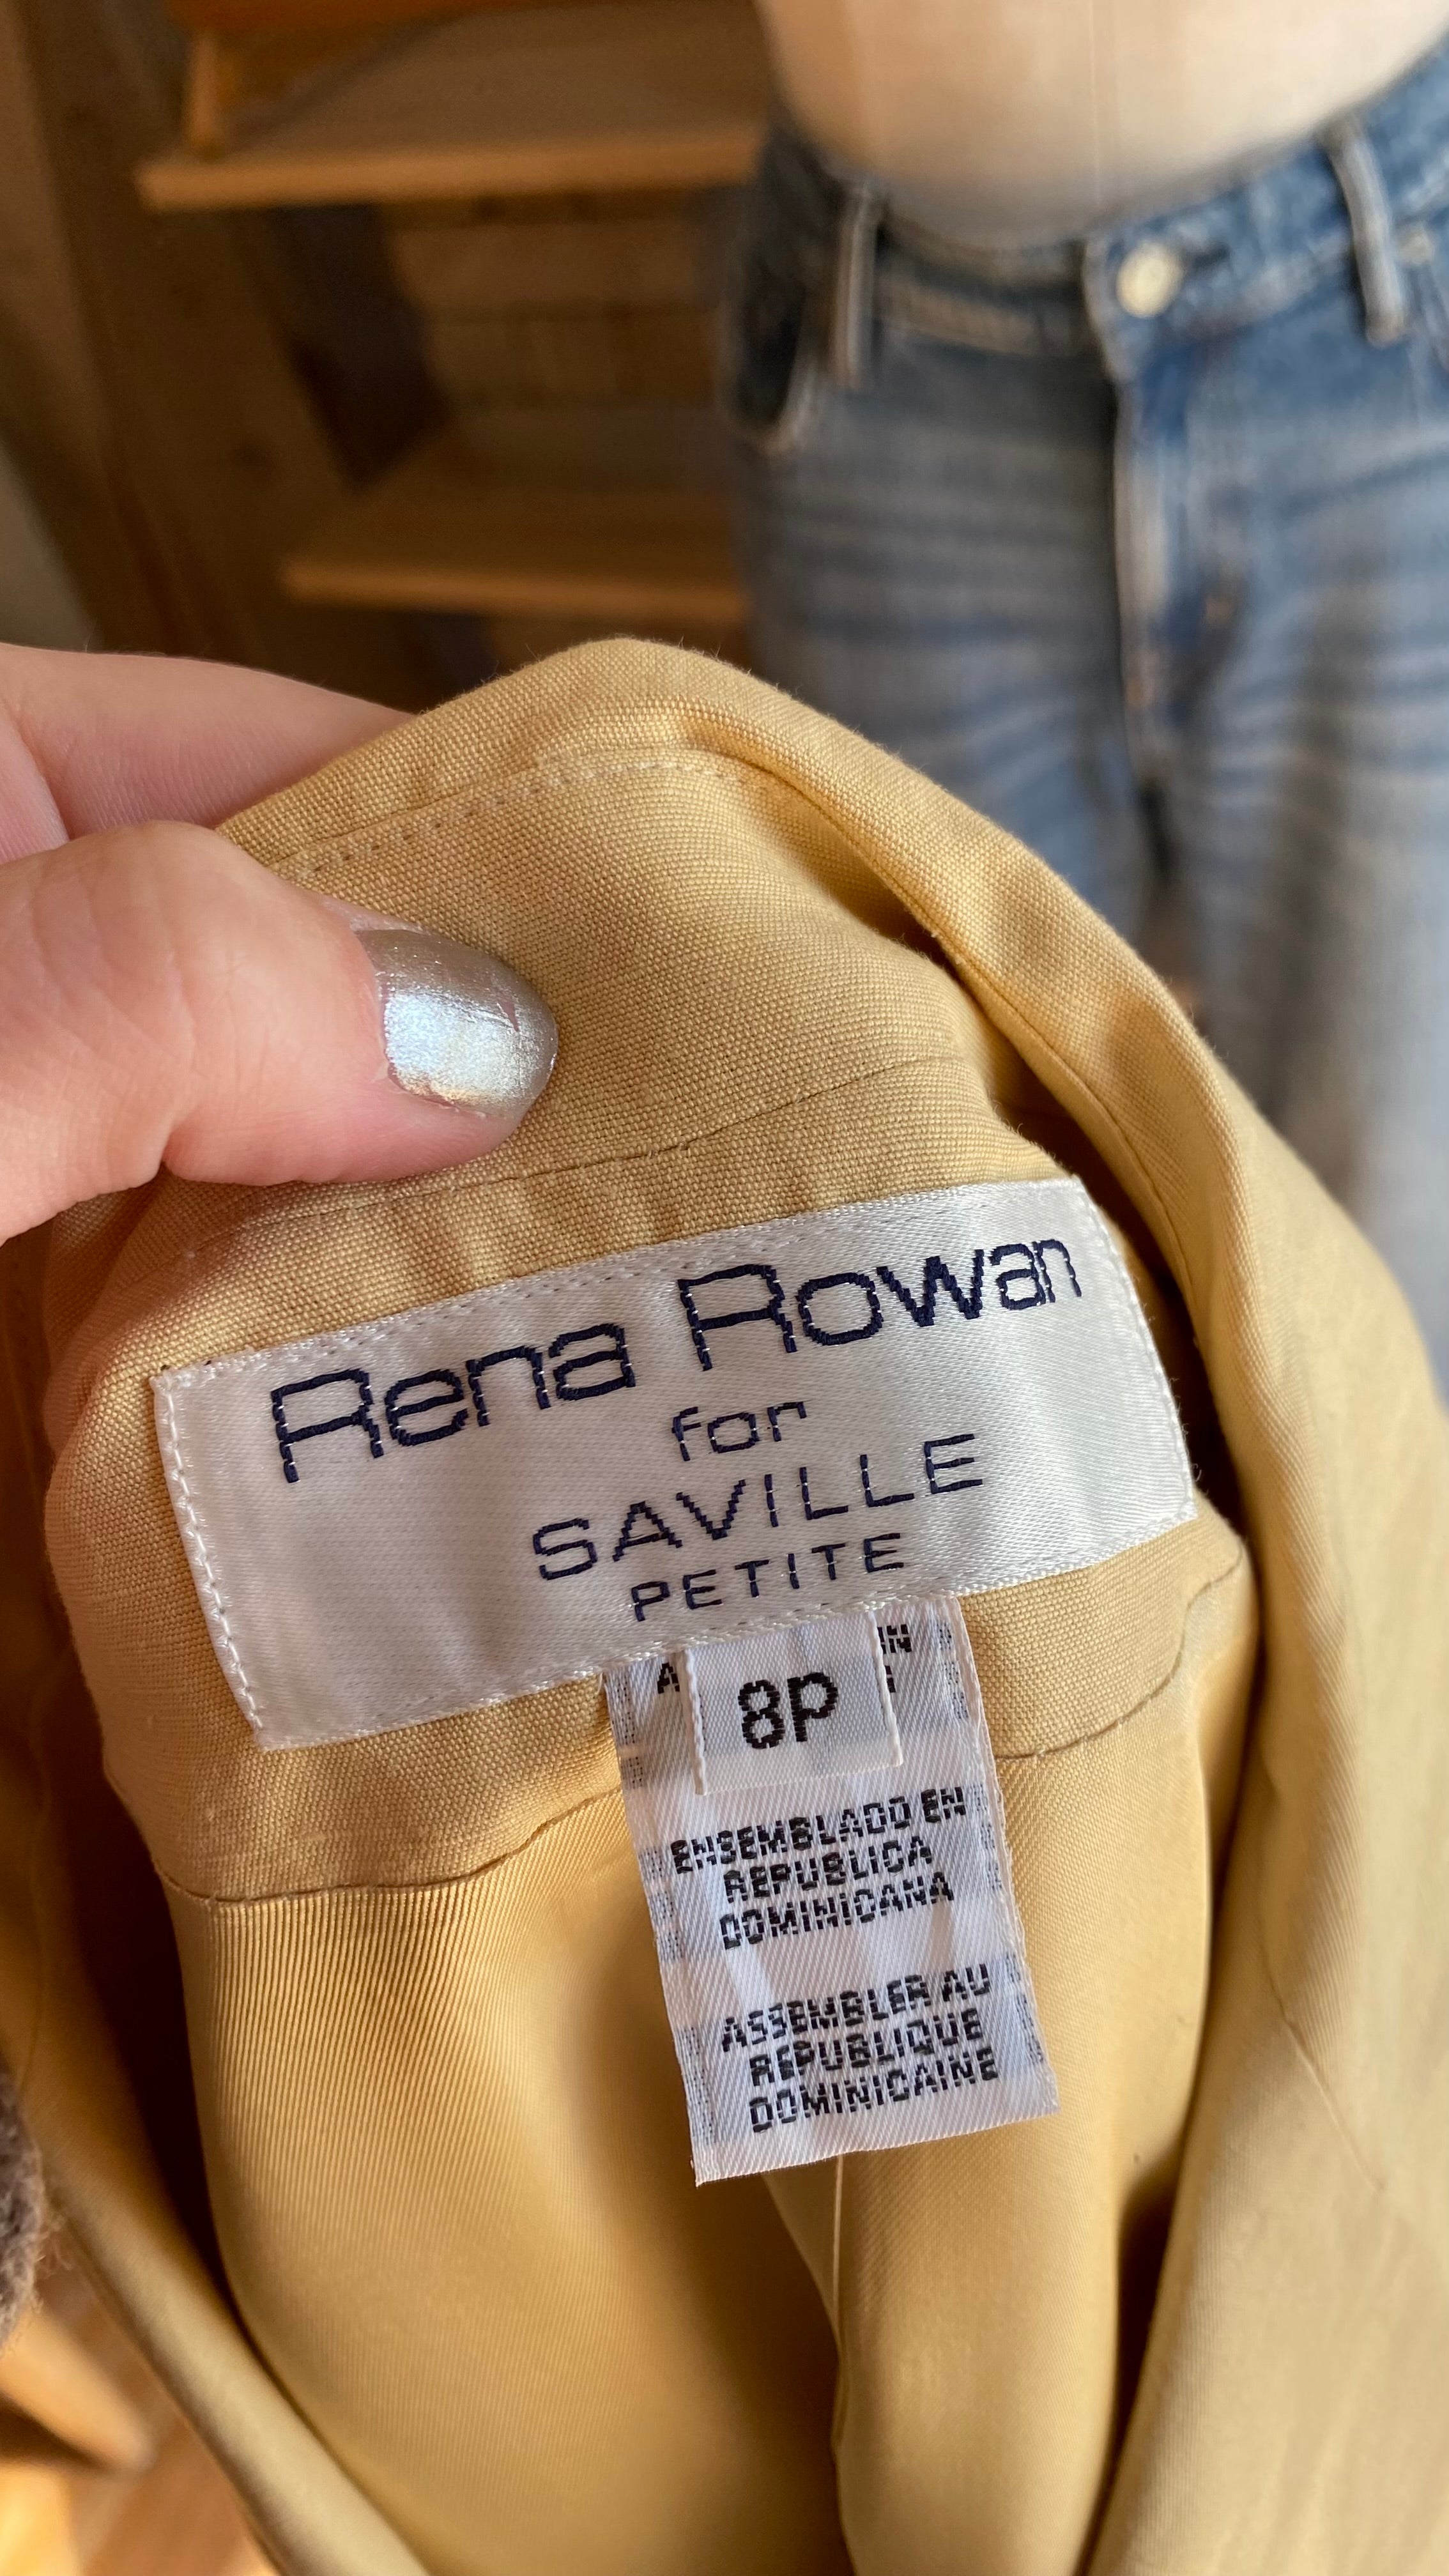 Rena Rowan
for
SAVILLE
PETITE
8P
ENSEMBLADO EN
REPUBLICA
DOMINICANA
ASSEMBLER AU
REPUBLIQUE
DOMINICAINE